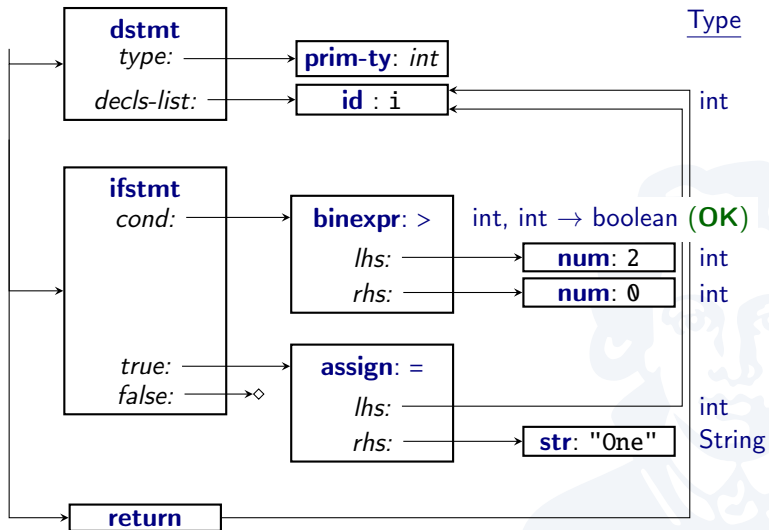 dstmt Type
type: prim-ty: int
decls-list: id : i int
ifstmt
cond: binexpr: > int, int → boolean (OK)
lhs: num: 2 int
rhs: num: 0 int
true: assign: =
false: lhs: int
rhs: str: "One" String
return